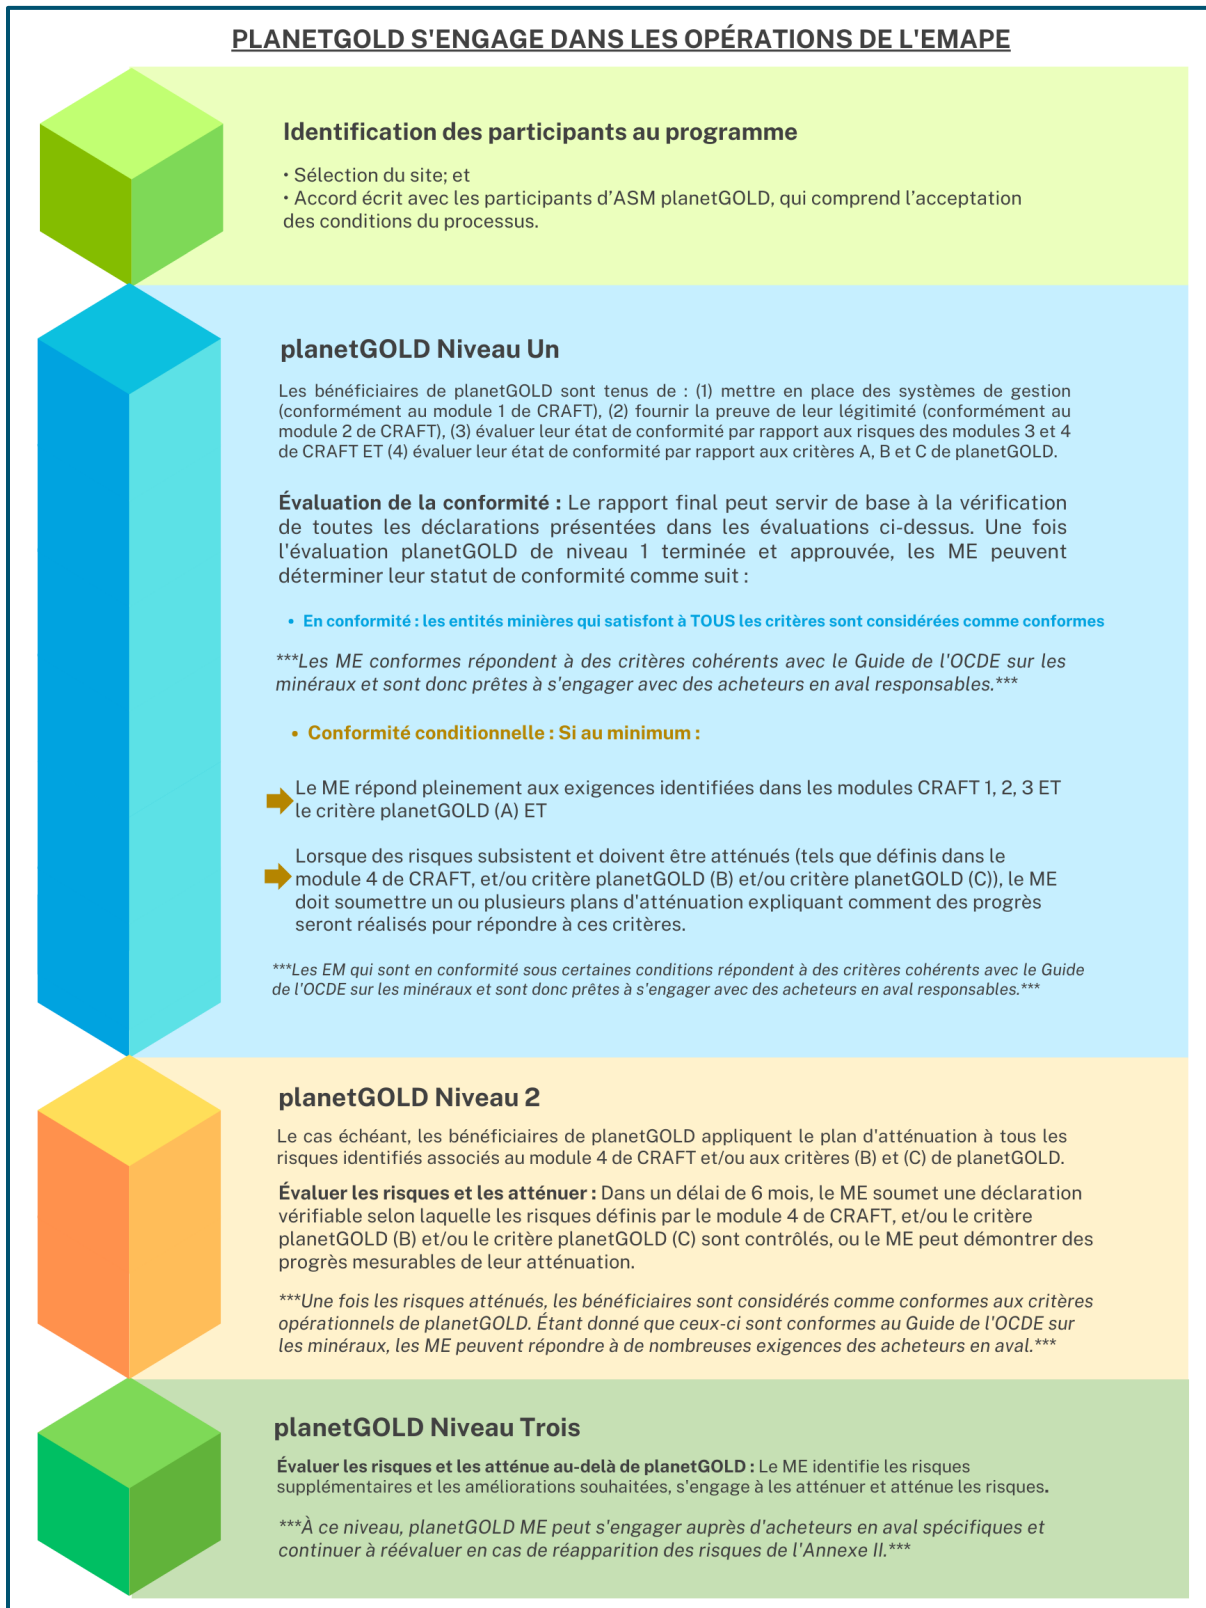 PLANETGOLD S'ENGAGE DANS LES OPÉRATIONS DE L'EMAPE
Identification des participants au programme
• Sélection du site; et
• Accord écrit avec les participants d’ASM planetGOLD, qui comprend l’acceptation
des conditions du processus.
planetGOLD Niveau Un
Les bénéficiaires de planetGOLD sont tenus de : (1) mettre en place des systèmes de gestion
(conformément au module 1 de CRAFT), (2) fournir la preuve de leur légitimité (conformément au
module 2 de CRAFT), (3) évaluer leur état de conformité par rapport aux risques des modules 3 et 4
de CRAFT ET (4) évaluer leur état de conformité par rapport aux critères A, B et C de planetGOLD.
Évaluation de la conformité : Le rapport final peut servir de base à la vérification
de toutes les déclarations présentées dans les évaluations ci-dessus. Une fois
l'évaluation planetGOLD de niveau 1 terminée et approuvée, les ME peuvent
déterminer leur statut de conformité comme suit :
• En conformité : les entités minières qui satisfont à TOUS les critères sont considérées comme conformes
***Les ME conformes répondent à des critères cohérents avec le Guide de l'OCDE sur les
minéraux et sont donc prêtes à s'engager avec des acheteurs en aval responsables.***
• Conformité conditionnelle : Si au minimum :
Le ME répond pleinement aux exigences identifiées dans les modules CRAFT 1, 2, 3 ET
le critère planetGOLD (A) ET
Lorsque des risques subsistent et doivent être atténués (tels que définis dans le
module 4 de CRAFT, et/ou critère planetGOLD (B) et/ou critère planetGOLD (C)), le ME
doit soumettre un ou plusieurs plans d'atténuation expliquant comment des progrès
seront réalisés pour répondre à ces critères.
***Les EM qui sont en conformité sous certaines conditions répondent à des critères cohérents avec le Guide
de l'OCDE sur les minéraux et sont donc prêtes à s'engager avec des acheteurs en aval responsables.***
planetGOLD Niveau 2
Le cas échéant, les bénéficiaires de planetGOLD appliquent le plan d'atténuation à tous les
risques identifiés associés au module 4 de CRAFT et/ou aux critères (B) et (C) de planetGOLD.
Évaluer les risques et les atténuer : Dans un délai de 6 mois, le ME soumet une déclaration
vérifiable selon laquelle les risques définis par le module 4 de CRAFT, et/ou le critère
planetGOLD (B) et/ou le critère planetGOLD (C) sont contrôlés, ou le ME peut démontrer des
progrès mesurables de leur atténuation.
***Une fois les risques atténués, les bénéficiaires sont considérés comme conformes aux critères
opérationnels de planetGOLD. Étant donné que ceux-ci sont conformes au Guide de l'OCDE sur
les minéraux, les ME peuvent répondre à de nombreuses exigences des acheteurs en aval.***
planetGOLD Niveau Trois
Évaluer les risques et les atténue au-delà de planetGOLD : Le ME identifie les risques
supplémentaires et les améliorations souhaitées, s'engage à les atténuer et atténue les risques.
***À ce niveau, planetGOLD ME peut s'engager auprès d'acheteurs en aval spécifiques et
continuer à réévaluer en cas de réapparition des risques de l'Annexe II.***